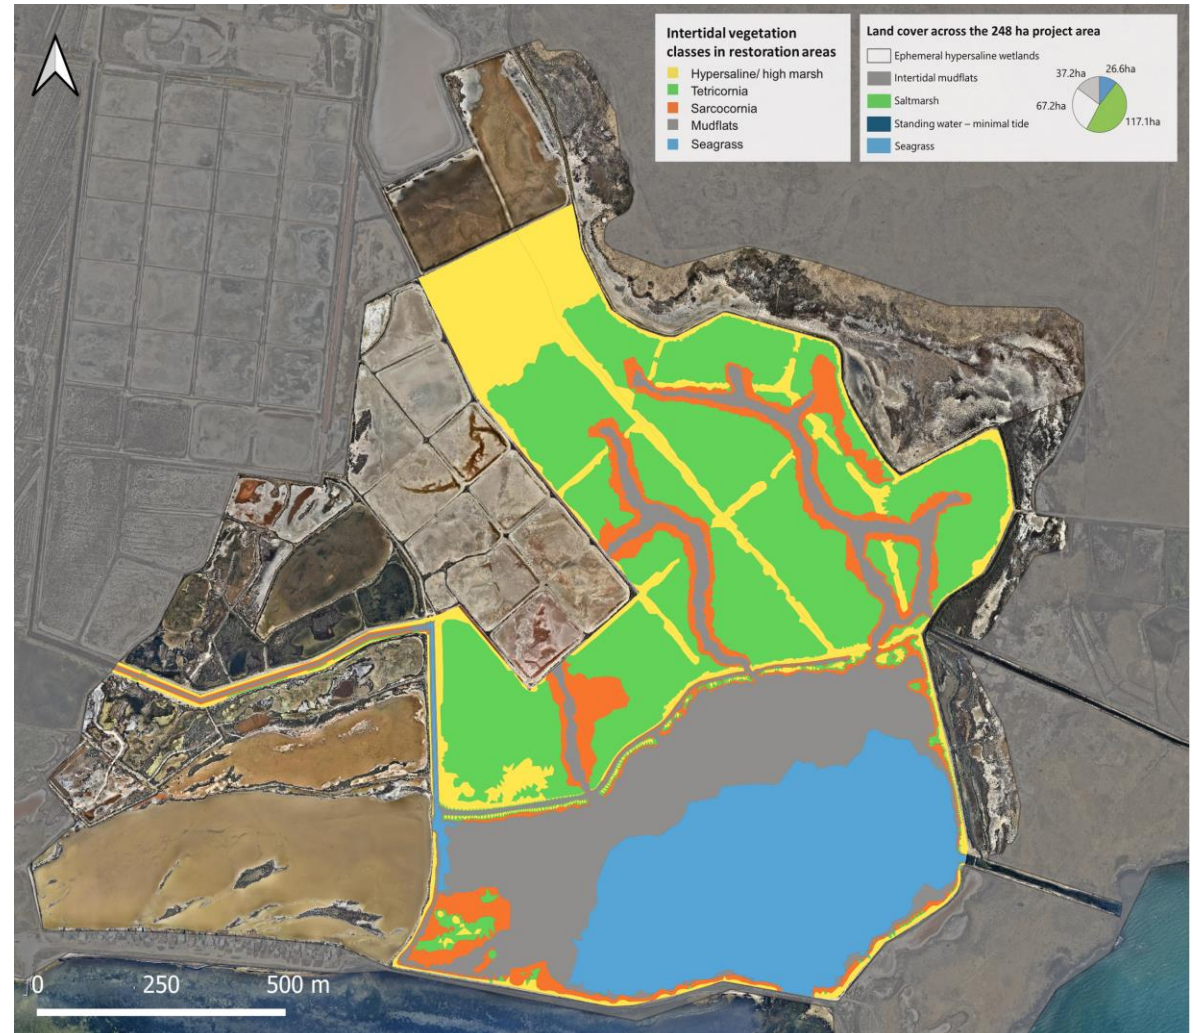 Intertidal vegetation
classes in restoration areas
Hypersaline/ high marsh
Tetricornia
Sarcocornia
Mudflats
Seagrass
Land cover across the 248 ha project area
Ephemeral hypersaline wetlands
Intertidal mudflats
Saltmarsh
Standing water – minimal tide
Seagrass
37.2ha
26.6ha
67.2ha
117.1ha
0 250 500 m